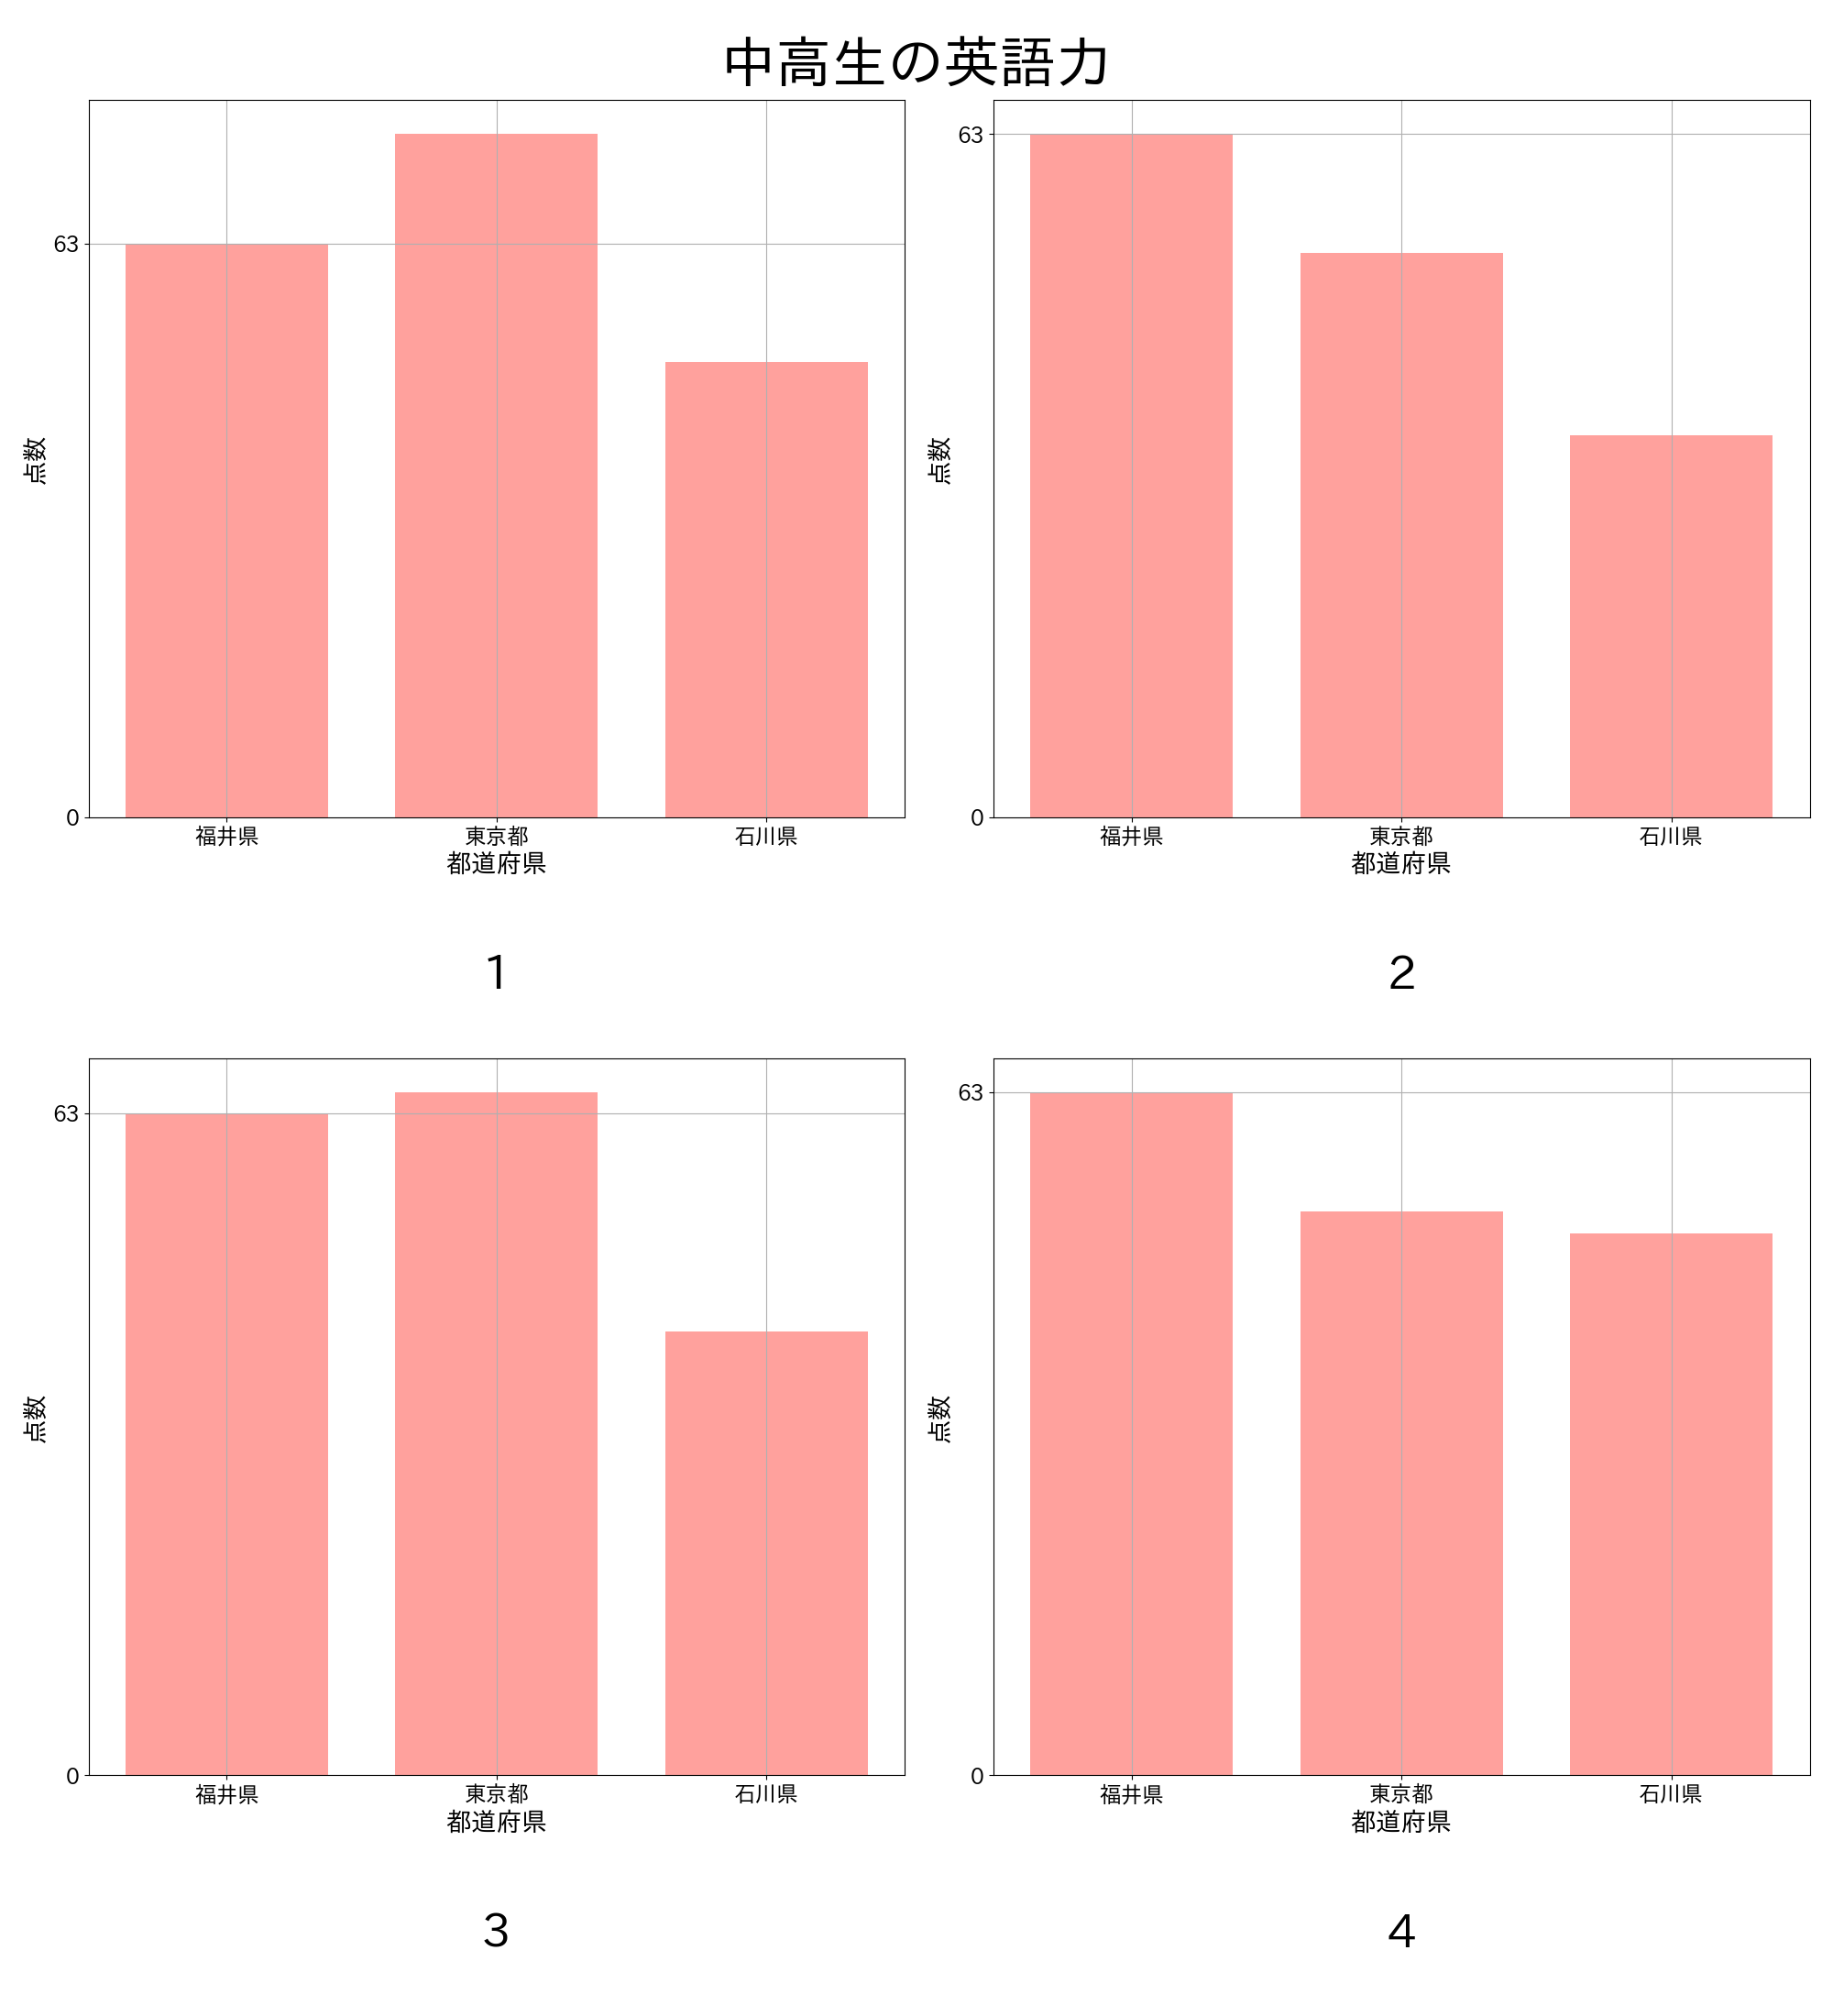 中高生の英語力
63
0
点数
福井県 東京都 石川県
都道府県
1
63
0
点数
福井県 東京都 石川県
都道府県
2
63
0
点数
福井県 東京都 石川県
都道府県
3
63
0
点数
福井県 東京都 石川県
都道府県
4